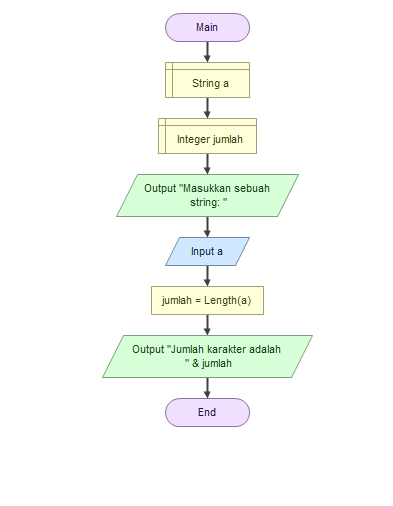 Main
String a
Integer jumlah
Output "Masukkan sebuah
string: "
Input a
jumlah = Length(a)
Output "Jumlah karakter adalah
" & jumlah
End